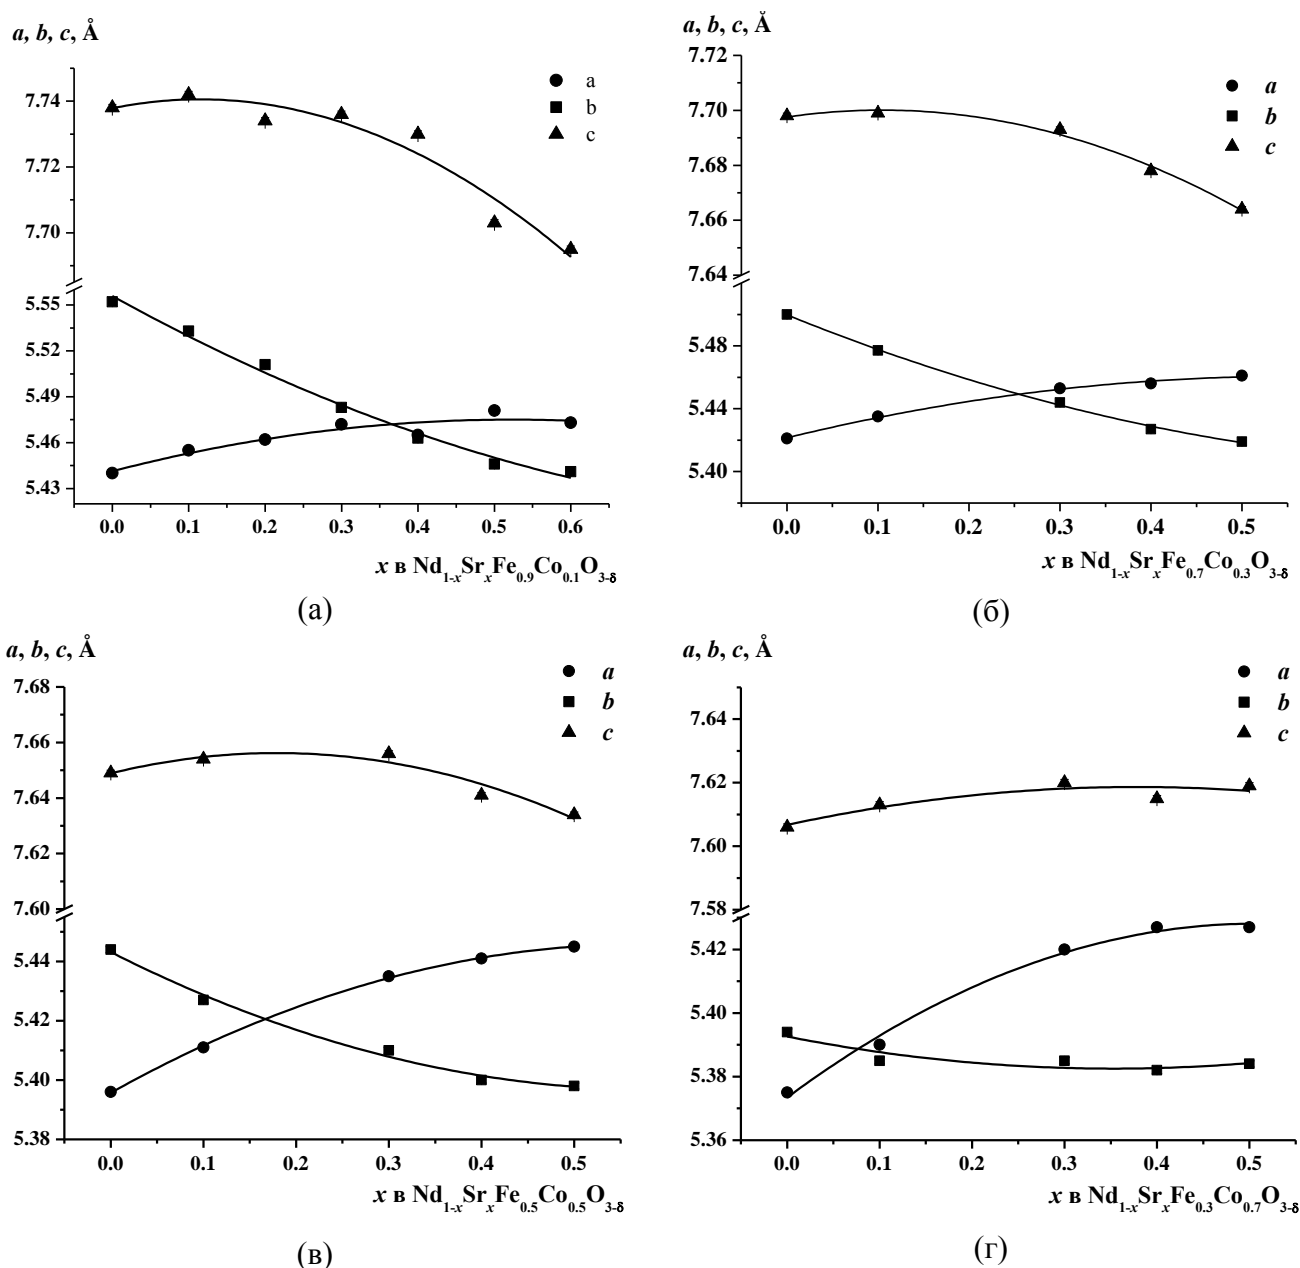 a, b, c, Å
7.74
7.72
7.70
5.55
5.52
5.49
5.46
5.43
0.0 0.1 0.2 0.3 0.4 0.5 0.6
a
b
c
x в Nd1-xSrxFe0.9Co0.1O3-δ
(а)
a, b, c, Å
7.72
7.70
7.68
7.66
7.64
5.48
5.44
5.40
0.0 0.1 0.2 0.3 0.4 0.5
a
b
c
x в Nd1-xSrxFe0.7Co0.3O3-δ
(б)
a, b, c, Å
7.68
7.66
7.64
7.62
7.60
5.44
5.42
5.40
5.38
0.0 0.1 0.2 0.3 0.4 0.5
a
b
c
x в Nd1-xSrxFe0.5Co0.5O3-δ
(в)
a, b, c, Å
7.64
7.62
7.60
7.58
5.42
5.40
5.38
5.36
0.0 0.1 0.2 0.3 0.4 0.5
a
b
c
x в Nd1-xSrxFe0.3Co0.7O3-δ
(г)